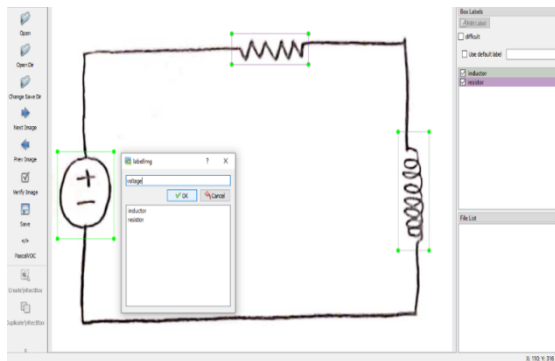 Open
Open Dir
Change Save Dir
Next Image
Prev Image
Verify Image
Save
</>
PascalVOC
Create\nRectBox
Duplicate\nRectBox
+
−
labelImg ? X
voltage
OK Cancel
inductor
resistor
Box Labels
Edit Label
difficult
Use default label
inductor
resistor
File List